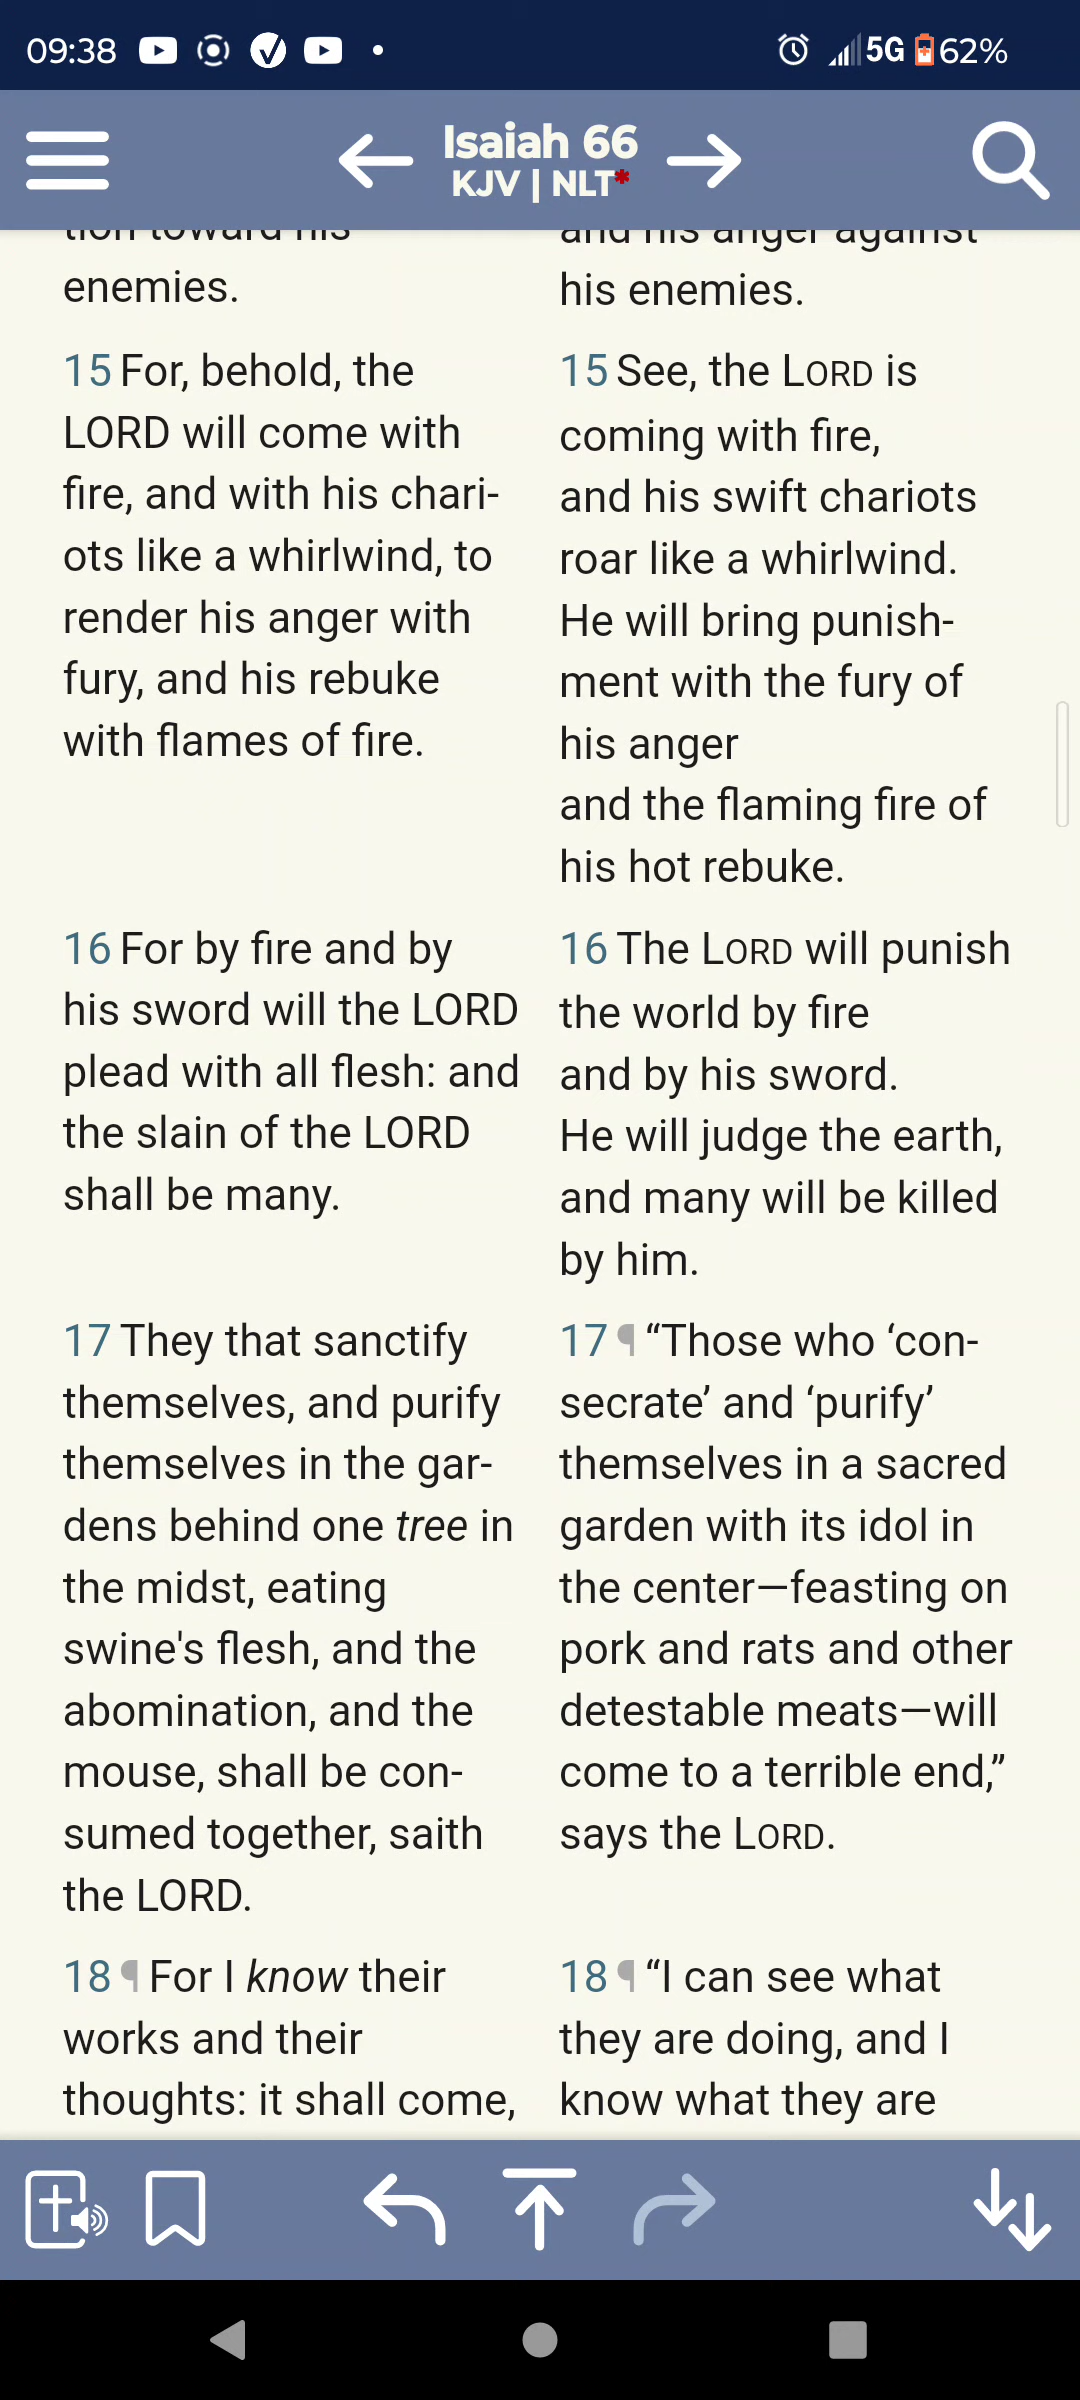 09:38
5G 62%
Isaiah 66
KJV | NLT*
tion toward his
enemies.
15 For, behold, the
LORD will come with
fire, and with his chari-
ots like a whirlwind, to
render his anger with
fury, and his rebuke
with flames of fire.
16 For by fire and by
his sword will the LORD
plead with all flesh: and
the slain of the LORD
shall be many.
17 They that sanctify
themselves, and purify
themselves in the gar-
dens behind one tree in
the midst, eating
swine's flesh, and the
abomination, and the
mouse, shall be con-
sumed together, saith
the LORD.
18 ¶ For I know their
works and their
thoughts: it shall come,
and his anger against
his enemies.
15 See, the LORD is
coming with fire,
and his swift chariots
roar like a whirlwind.
He will bring punish-
ment with the fury of
his anger
and the flaming fire of
his hot rebuke.
16 The LORD will punish
the world by fire
and by his sword.
He will judge the earth,
and many will be killed
by him.
17 ¶ “Those who ‘con-
secrate’ and ‘purify’
themselves in a sacred
garden with its idol in
the center—feasting on
pork and rats and other
detestable meats—will
come to a terrible end,”
says the LORD.
18 ¶ “I can see what
they are doing, and I
know what they are